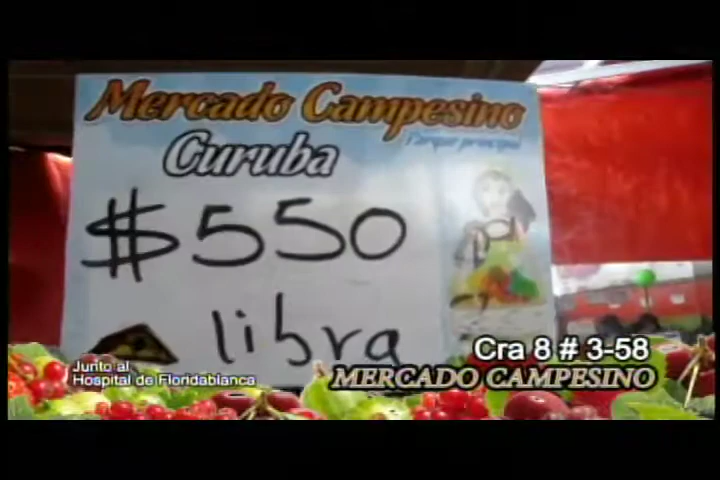 Mercado Campesino
Parque principal
Curuba
$550
libra
Cra 8 # 3-58
Junto al
Hospital de Floridablanca
MERCADO CAMPESINO